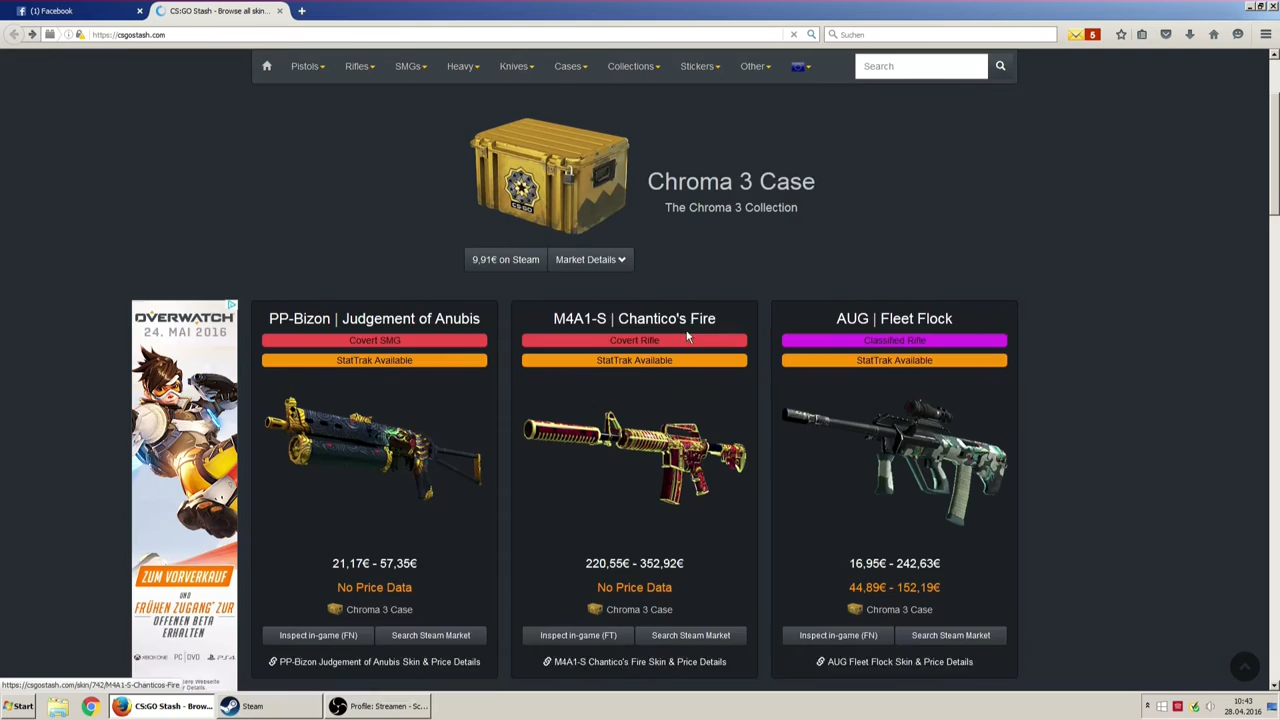 (1) Facebook
CS:GO Stash - Browse all skin...
https://csgostash.com
Suchen
5
Pistols
Rifles
SMGs
Heavy
Knives
Cases
Collections
Stickers
Other
Search
CS:GO
Chroma 3 Case
The Chroma 3 Collection
9,91€ on Steam
Market Details
OVERWATCH
24. MAI 2016
ZUM VORVERKAUF
UND
FRÜHEN ZUGANG* ZUR
OFFENEN BETA
ERHALTEN
XBOX ONE PC DVD PS4
PP-Bizon | Judgement of Anubis
Covert SMG
StatTrak Available
21,17€ - 57,35€
No Price Data
Chroma 3 Case
Inspect in-game (FN)
Search Steam Market
PP-Bizon Judgement of Anubis Skin & Price Details
M4A1-S | Chantico's Fire
Covert Rifle
StatTrak Available
220,55€ - 352,92€
No Price Data
Chroma 3 Case
Inspect in-game (FT)
Search Steam Market
M4A1-S Chantico's Fire Skin & Price Details
AUG | Fleet Flock
Classified Rifle
StatTrak Available
16,95€ - 242,63€
44,89€ - 152,19€
Chroma 3 Case
Inspect in-game (FN)
Search Steam Market
AUG Fleet Flock Skin & Price Details
https://csgostash.com/skin/742/M4A1-S-Chanticos-Fire
Start
CS:GO Stash - Brow...
Steam
Profile: Streamen - Sc...
10:43
28.04.2016